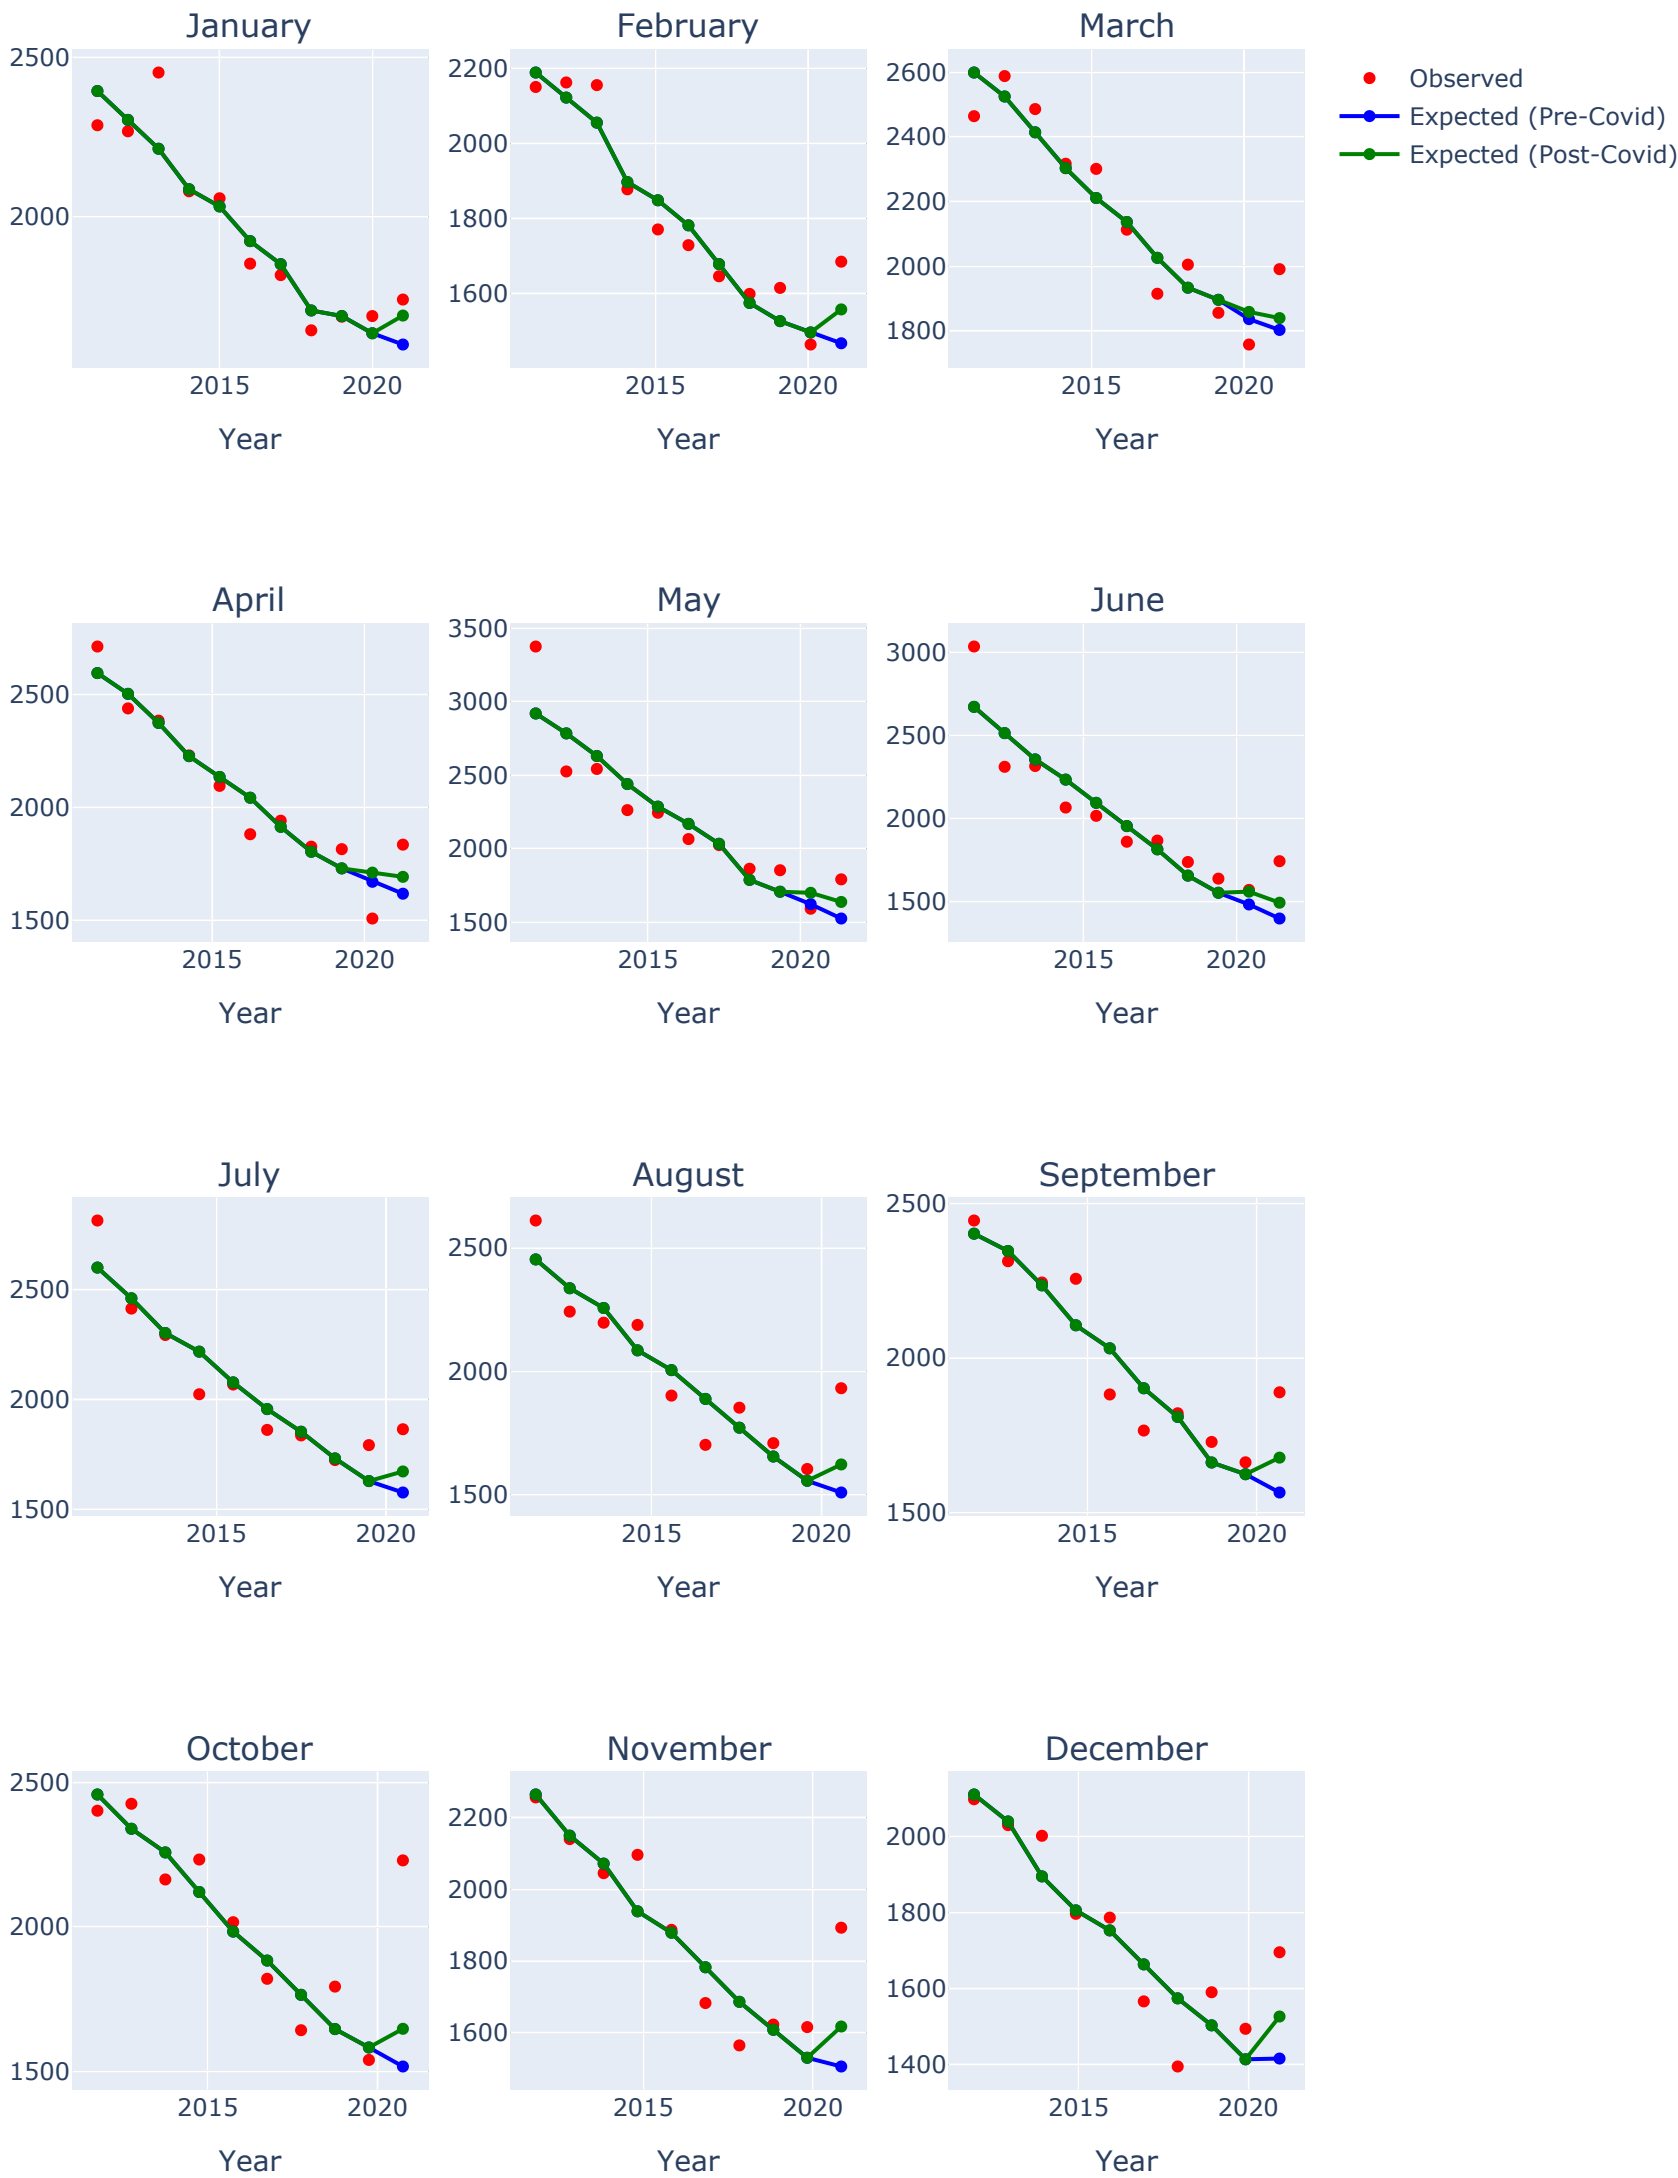 January
February
March
2500
2000
2015
2020
Year
2200
2000
1800
1600
2015
2020
Year
2600
2400
2200
2000
1800
2015
2020
Year
Observed
Expected (Pre-Covid)
Expected (Post-Covid)
April
May
June
2500
2000
1500
2015
2020
Year
3500
3000
2500
2000
1500
2015
2020
Year
3000
2500
2000
1500
2015
2020
Year
July
August
September
2500
2000
1500
2015
2020
Year
2500
2000
1500
2015
2020
Year
2500
2000
1500
2015
2020
Year
October
November
December
2500
2000
1500
2015
2020
Year
2200
2000
1800
1600
2015
2020
Year
2000
1800
1600
1400
2015
2020
Year